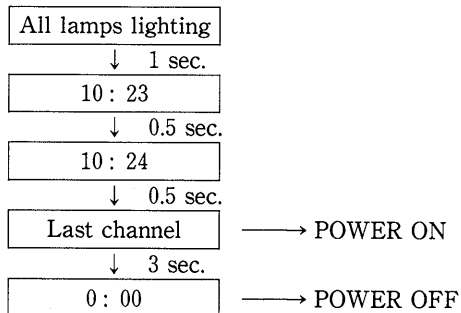 All lamps lighting
↓ 1 sec.
10 : 23
↓ 0.5 sec.
10 : 24
↓ 0.5 sec.
Last channel ⟶ POWER ON
↓ 3 sec.
0 : 00 ⟶ POWER OFF